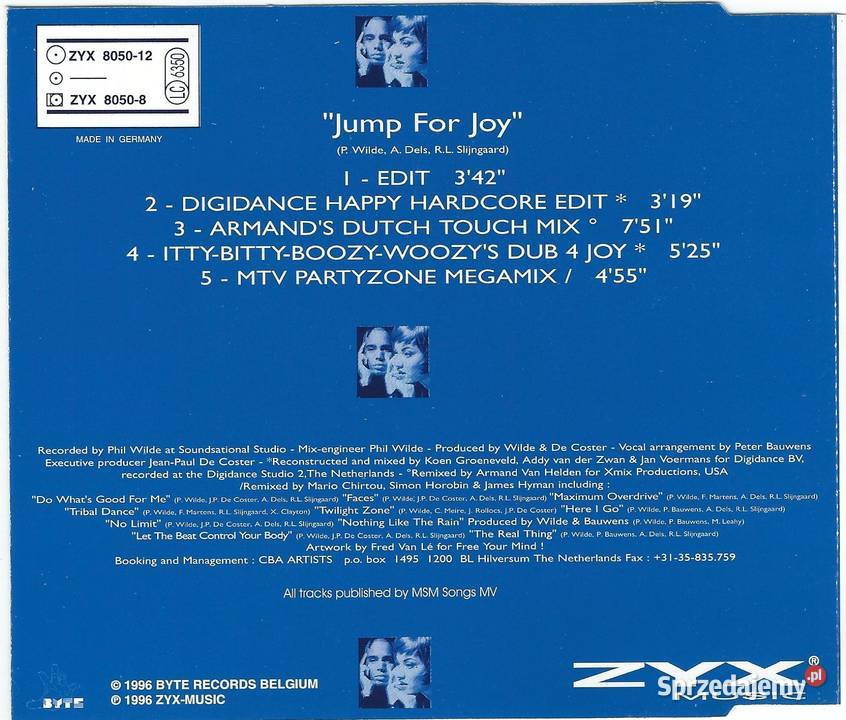 ZYX 8050-12
ZYX 8050-8
LC 6350
MADE IN GERMANY
"Jump For Joy"
(P. Wilde, A. Dels, R.L. Slijngaard)
1 - EDIT 3'42"
2 - DIGIDANCE HAPPY HARDCORE EDIT * 3'19"
3 - ARMAND'S DUTCH TOUCH MIX ° 7'51"
4 - ITTY-BITTY-BOOZY-WOOZY'S DUB 4 JOY * 5'25"
5 - MTV PARTYZONE MEGAMIX / 4'55"
Recorded by Phil Wilde at Soundsational Studio - Mix-engineer Phil Wilde - Produced by Wilde & De Coster - Vocal arrangement by Peter Bauwens
Executive producer Jean-Paul De Coster - *Reconstructed and mixed by Koen Groeneveld, Addy van der Zwan & Jan Voermans for Digidance BV,
recorded at the Digidance Studio 2,The Netherlands - °Remixed by Armand Van Helden for Xmix Productions, USA
/Remixed by Mario Chirtou, Simon Horobin & James Hyman including :
"Do What's Good For Me" (P. Wilde, J.P. De Coster, A. Dels, R.L. Slijngaard) "Faces" (P. Wilde, J.P. De Coster, A. Dels, R.L. Slijngaard) "Maximum Overdrive" (P. Wilde, F. Martens, A. Dels, R.L. Slijngaard)
"Tribal Dance" (P. Wilde, F. Martens, R.L. Slijngaard, X. Clayton) "Twilight Zone" (P. Wilde, C. Meire, J. Rollocs, J.P. De Coster) "Here I Go" (P. Wilde, P. Bauwens, A. Dels, R.L. Slijngaard)
"No Limit" (P. Wilde, J.P. De Coster, A. Dels, R.L. Slijngaard) "Nothing Like The Rain" Produced by Wilde & Bauwens (P. Wilde, P. Bauwens, M. Leahy)
"Let The Beat Control Your Body" (P. Wilde, J.P. De Coster, A. Dels, R.L. Slijngaard) "The Real Thing" (P. Wilde, P. Bauwens, A. Dels, R.L. Slijngaard)
Artwork by Fred Van Lé for Free Your Mind !
Booking and Management : CBA ARTISTS p.o. box 1495 1200 BL Hilversum The Netherlands Fax : +31-35-835.759
All tracks published by MSM Songs MV
BYTE
© 1996 BYTE RECORDS BELGIUM
℗ 1996 ZYX-MUSIC
ZYX®
MUSIC
Sprzedajemy.pl